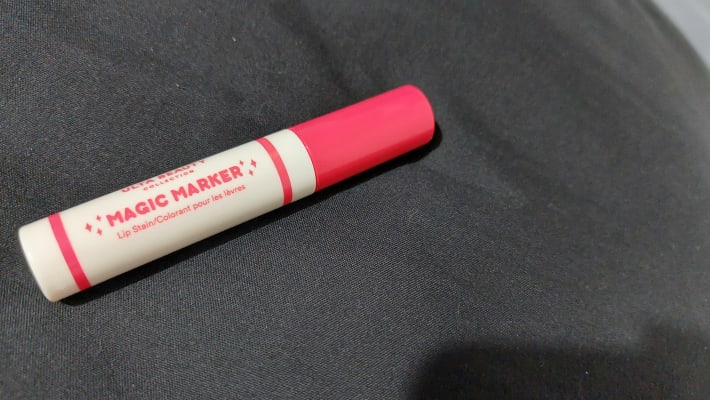 ULTA BEAUTY
COLLECTION
MAGIC MARKER
Lip Stain/Colorant pour les lèvres